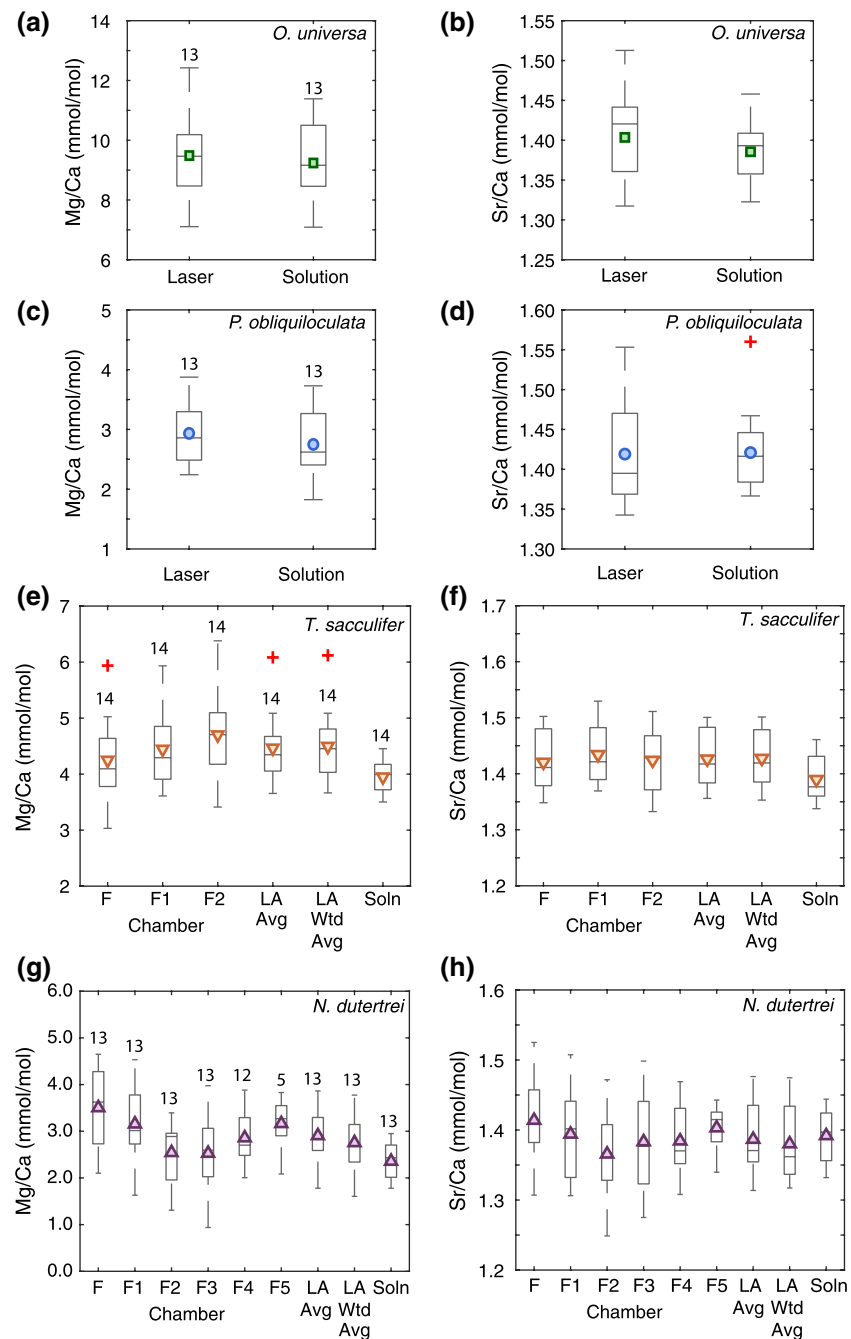 (a)
O. universa
Mg/Ca (mmol/mol)
14
12
10
8
6
13
13
Laser
Solution
(b)
O. universa
Sr/Ca (mmol/mol)
1.55
1.50
1.45
1.40
1.35
1.30
1.25
Laser
Solution
(c)
P. obliquiloculata
Mg/Ca (mmol/mol)
5
4
3
2
1
13
13
Laser
Solution
(d)
P. obliquiloculata
Sr/Ca (mmol/mol)
1.60
1.55
1.50
1.45
1.40
1.35
1.30
Laser
Solution
(e)
T. sacculifer
Mg/Ca (mmol/mol)
7
6
5
4
3
2
14
14
14
14
14
14
F
F1
F2
LA
Avg
LA
Wtd
Avg
Soln
Chamber
(f)
T. sacculifer
Sr/Ca (mmol/mol)
1.7
1.6
1.5
1.4
1.3
1.2
F
F1
F2
LA
Avg
LA
Wtd
Avg
Soln
Chamber
(g)
N. dutertrei
Mg/Ca (mmol/mol)
6.0
5.0
4.0
3.0
2.0
1.0
0.0
13
13
13
13
12
5
13
13
13
F
F1
F2
F3
F4
F5
LA
Avg
LA
Wtd
Avg
Soln
Chamber
(h)
N. dutertrei
Sr/Ca (mmol/mol)
1.6
1.5
1.4
1.3
1.2
F
F1
F2
F3
F4
F5
LA
Avg
LA
Wtd
Avg
Soln
Chamber